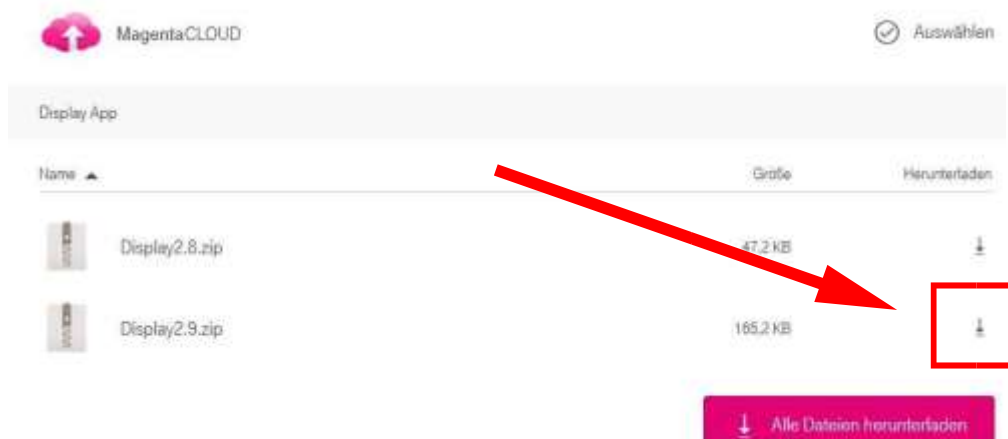 MagentaCLOUD
Auswählen
Display App
Name Größe Herunterladen
Display2.8.zip 47,2 KB
Display2.9.zip 165,2 KB
Alle Dateien herunterladen